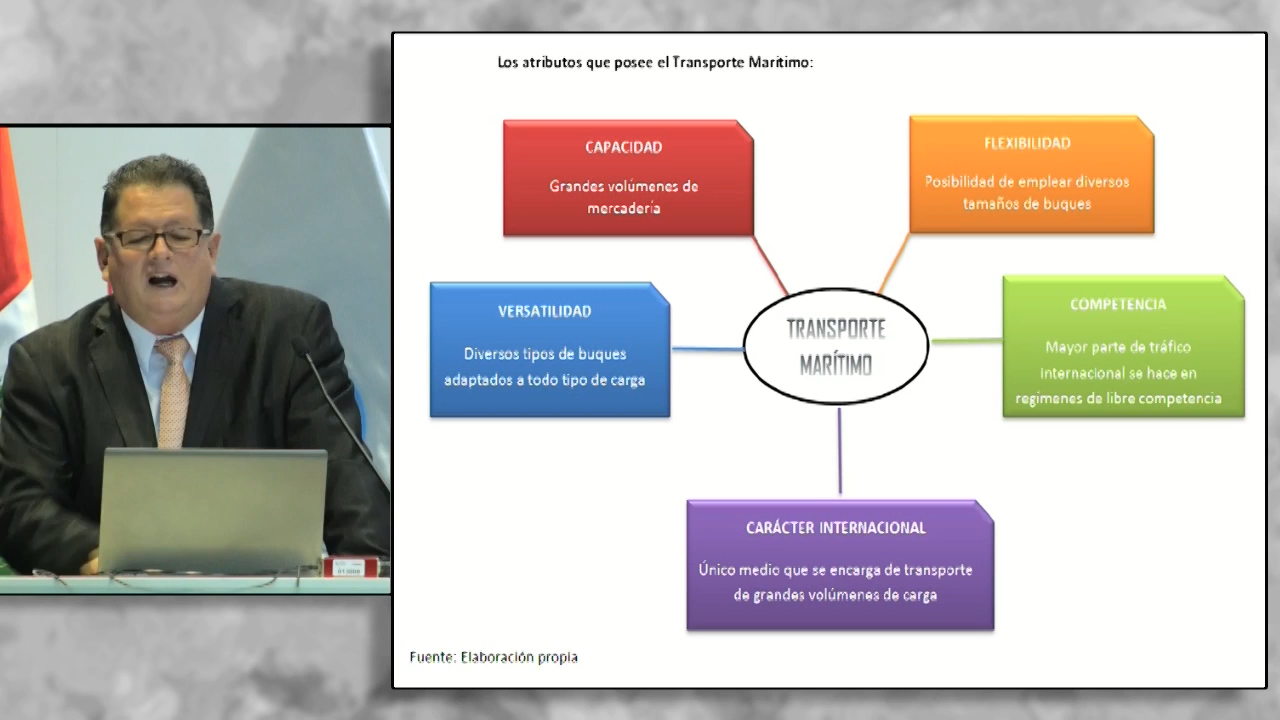 Los atributos que posee el Transporte Marítimo:
CAPACIDAD
Grandes volúmenes de
mercadería
FLEXIBILIDAD
Posibilidad de emplear diversos
tamaños de buques
VERSATILIDAD
Diversos tipos de buques
adaptados a todo tipo de carga
TRANSPORTE
MARÍTIMO
COMPETENCIA
Mayor parte de tráfico
internacional se hace en
regímenes de libre competencia
CARÁCTER INTERNACIONAL
Único medio que se encarga de transporte
de grandes volúmenes de carga
Fuente: Elaboración propia